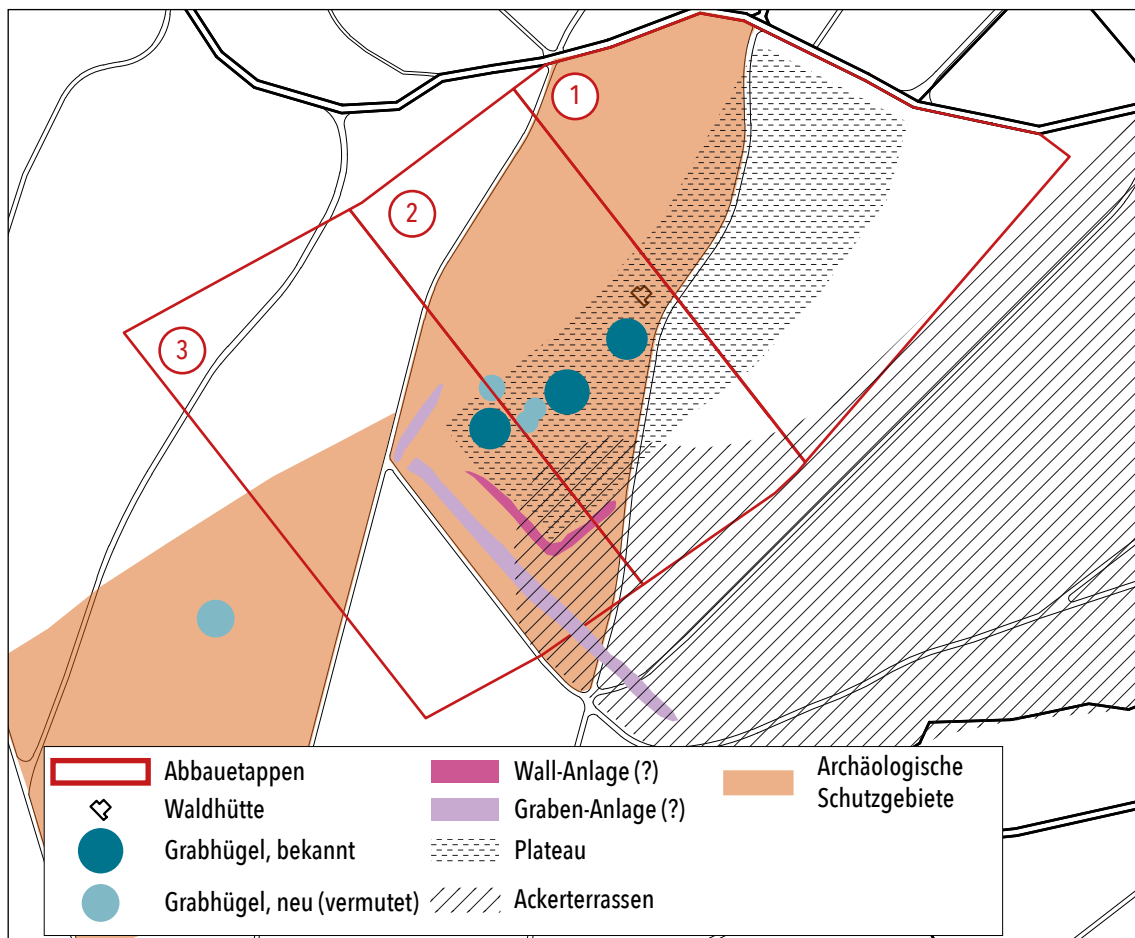 1
2
3
Abbauetappen
Waldhütte
Grabhügel, bekannt
Grabhügel, neu (vermutet)
Wall-Anlage (?)
Graben-Anlage (?)
Plateau
Ackerterrassen
Archäologische
Schutzgebiete